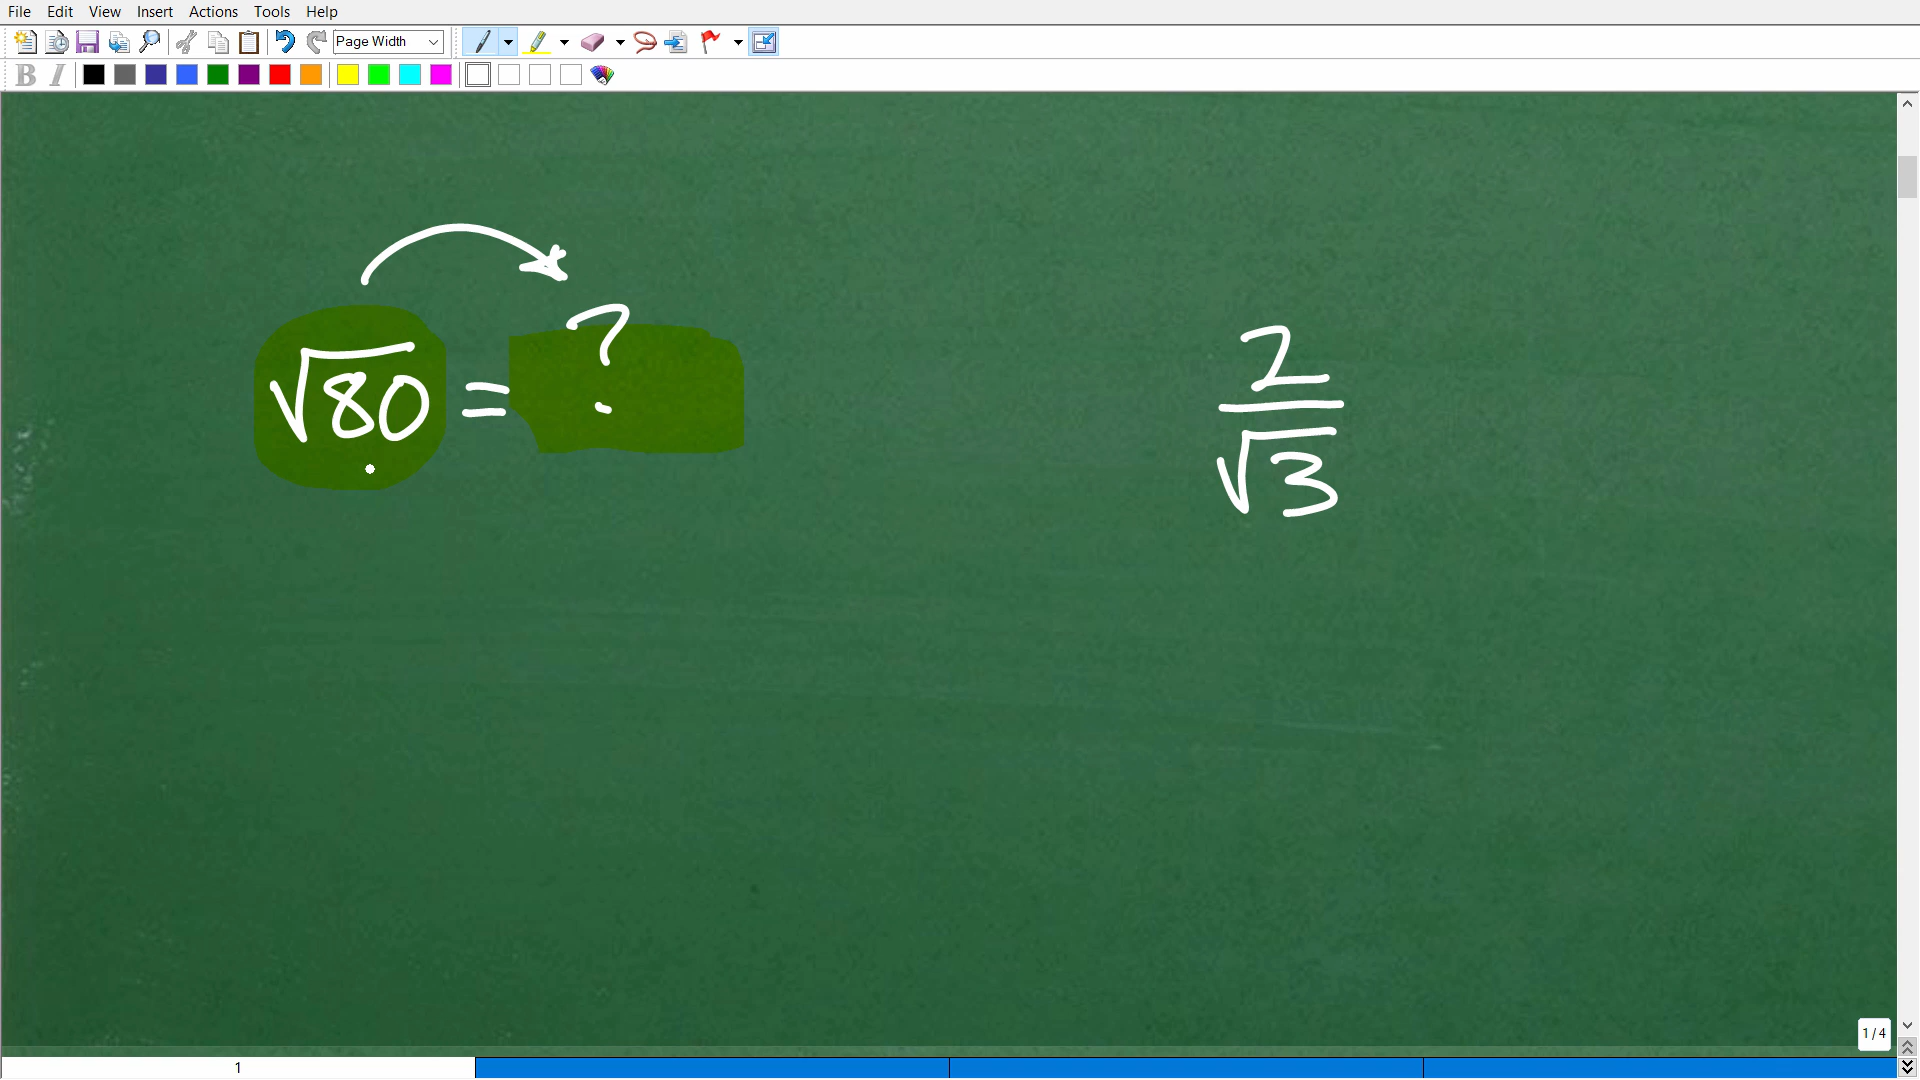 File Edit View Insert Actions Tools Help
Page Width
B I
√80 = ?
2
√3
1 / 4
1